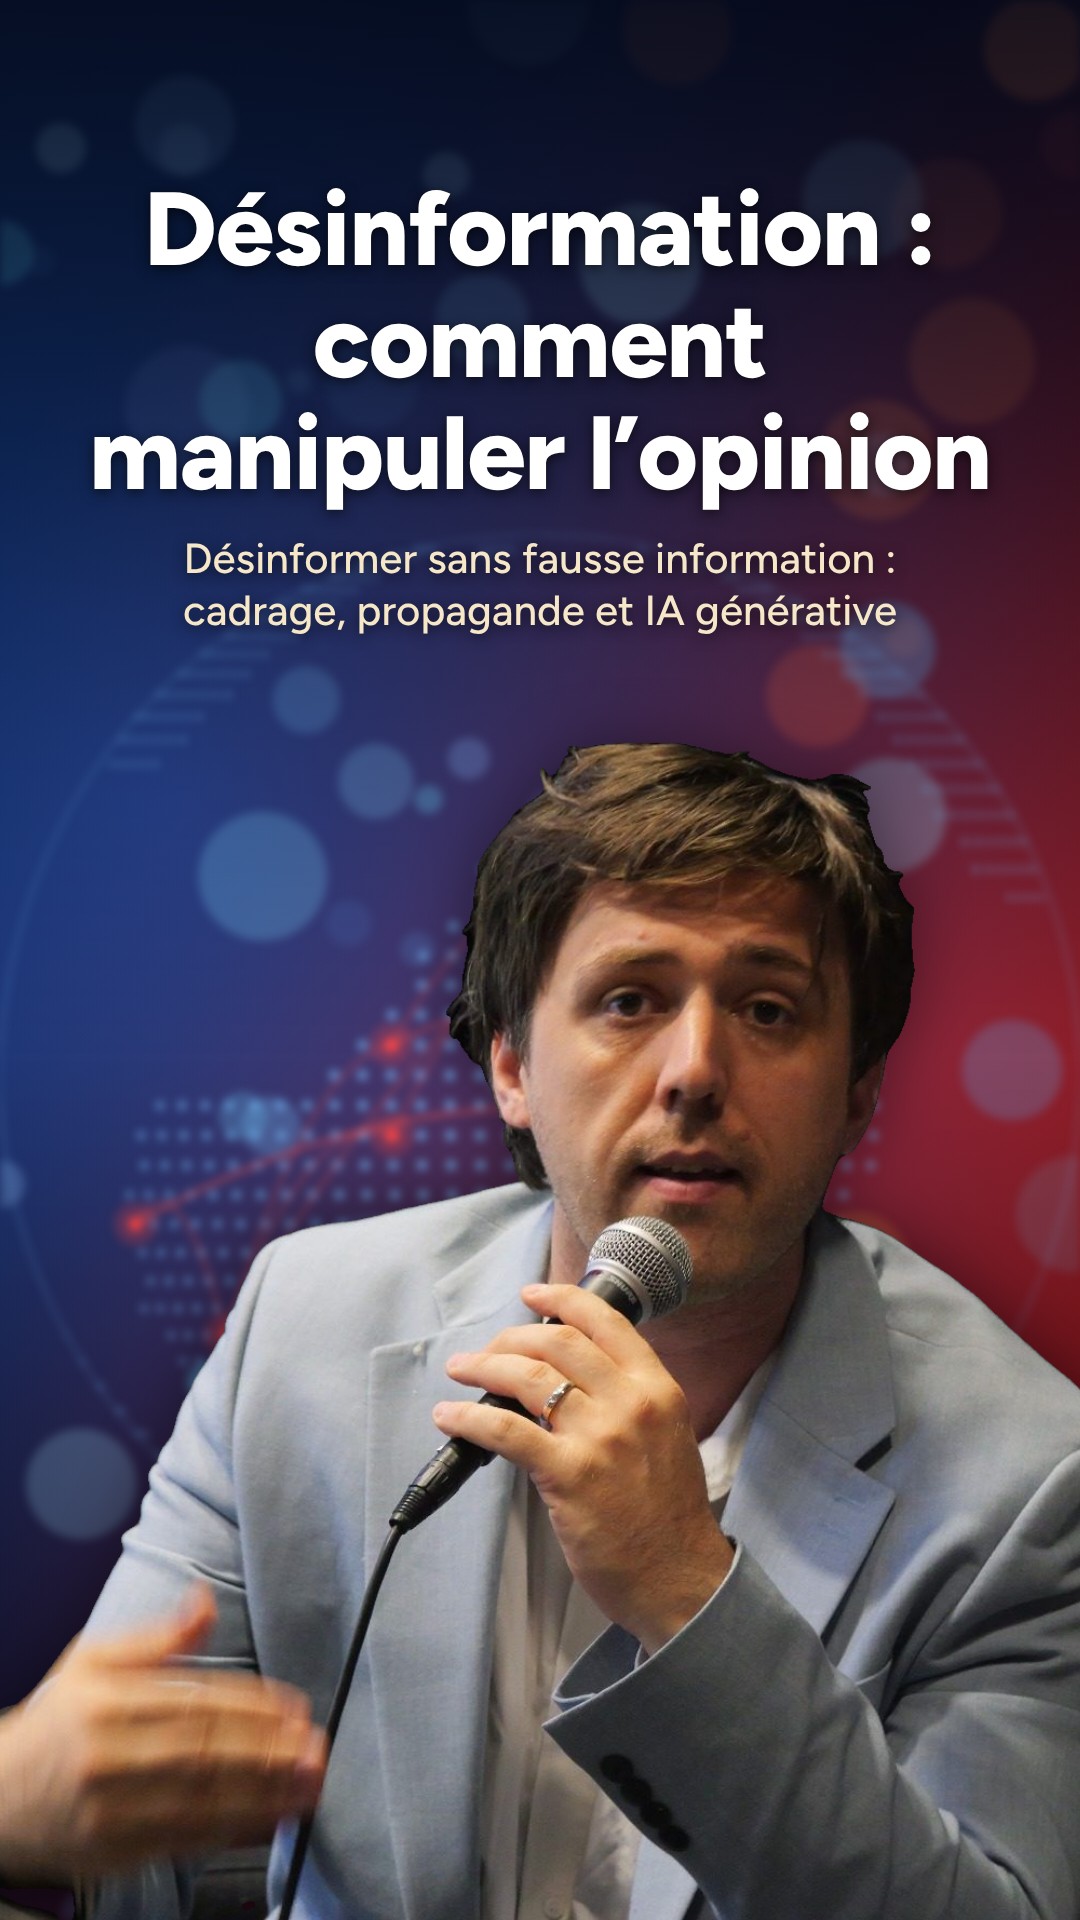 Désinformation :
comment
manipuler l’opinion
Désinformer sans fausse information :
cadrage, propagande et IA générative